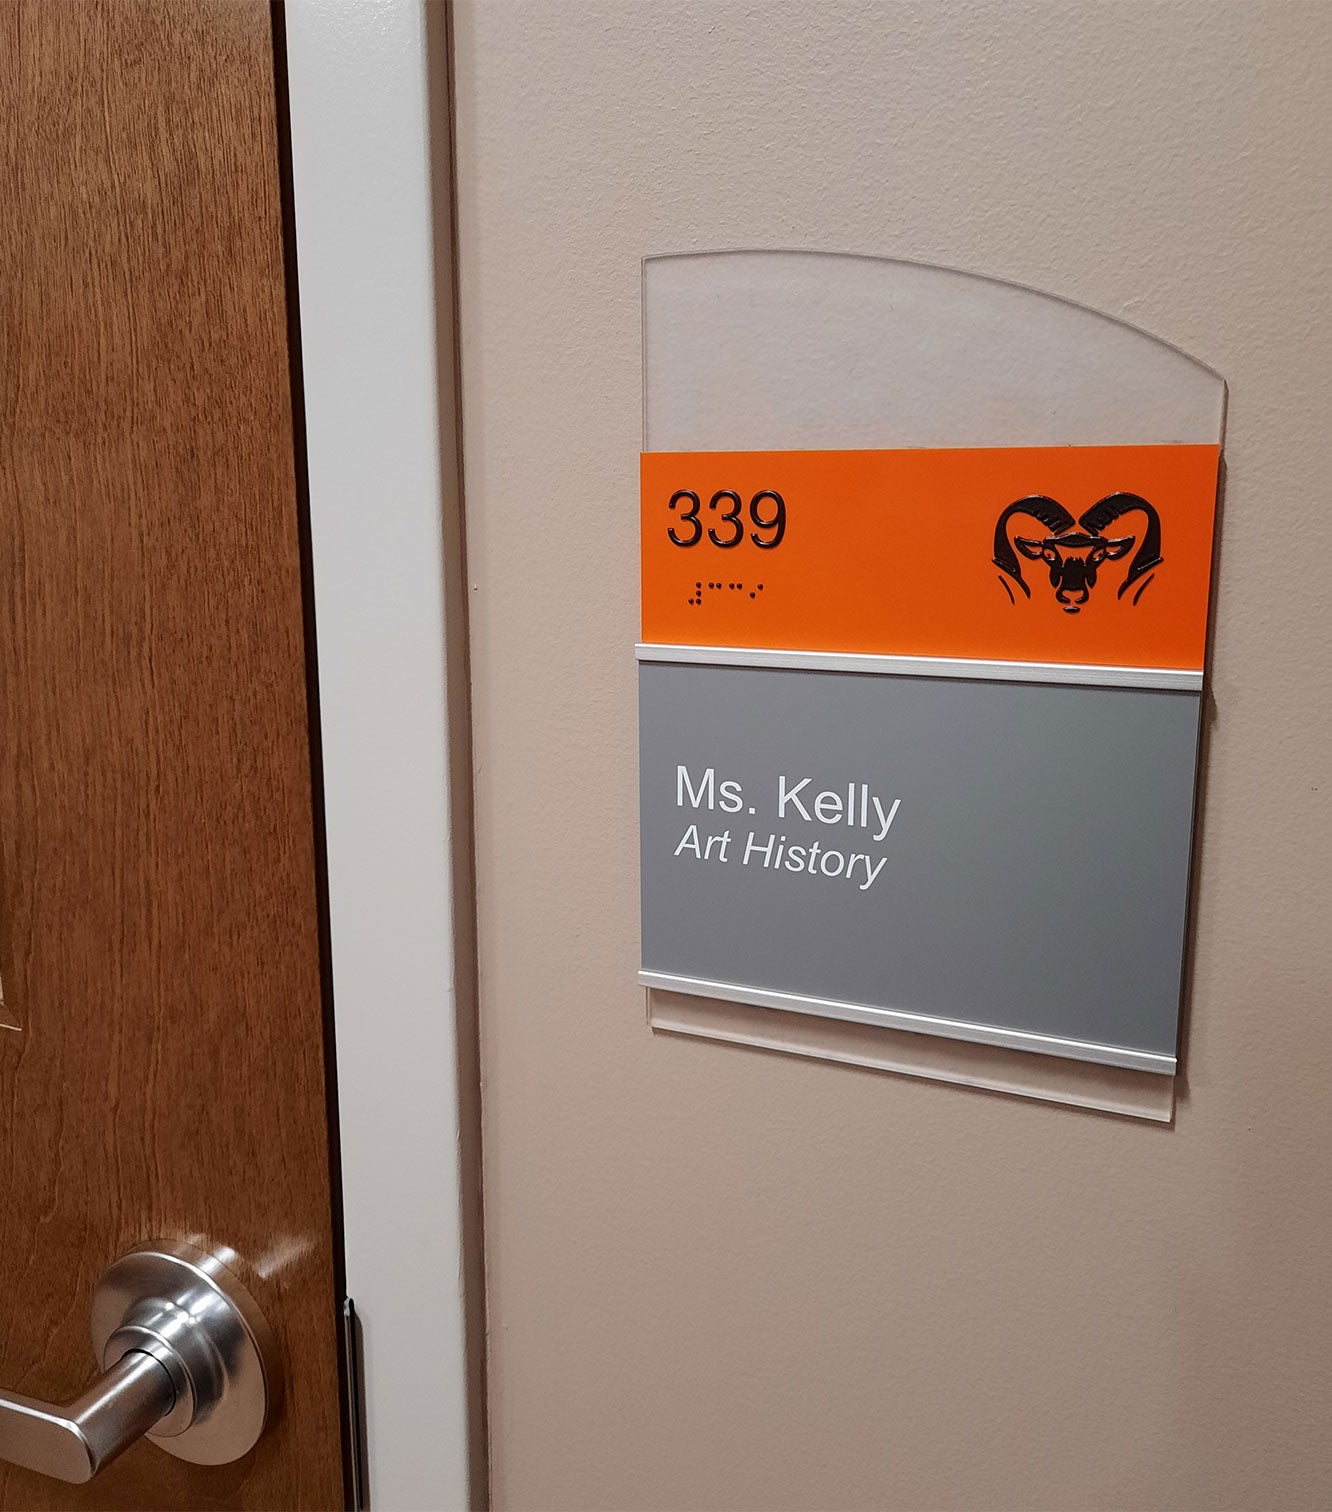 339
⠼⠉⠉⠊
Ms. Kelly
Art History